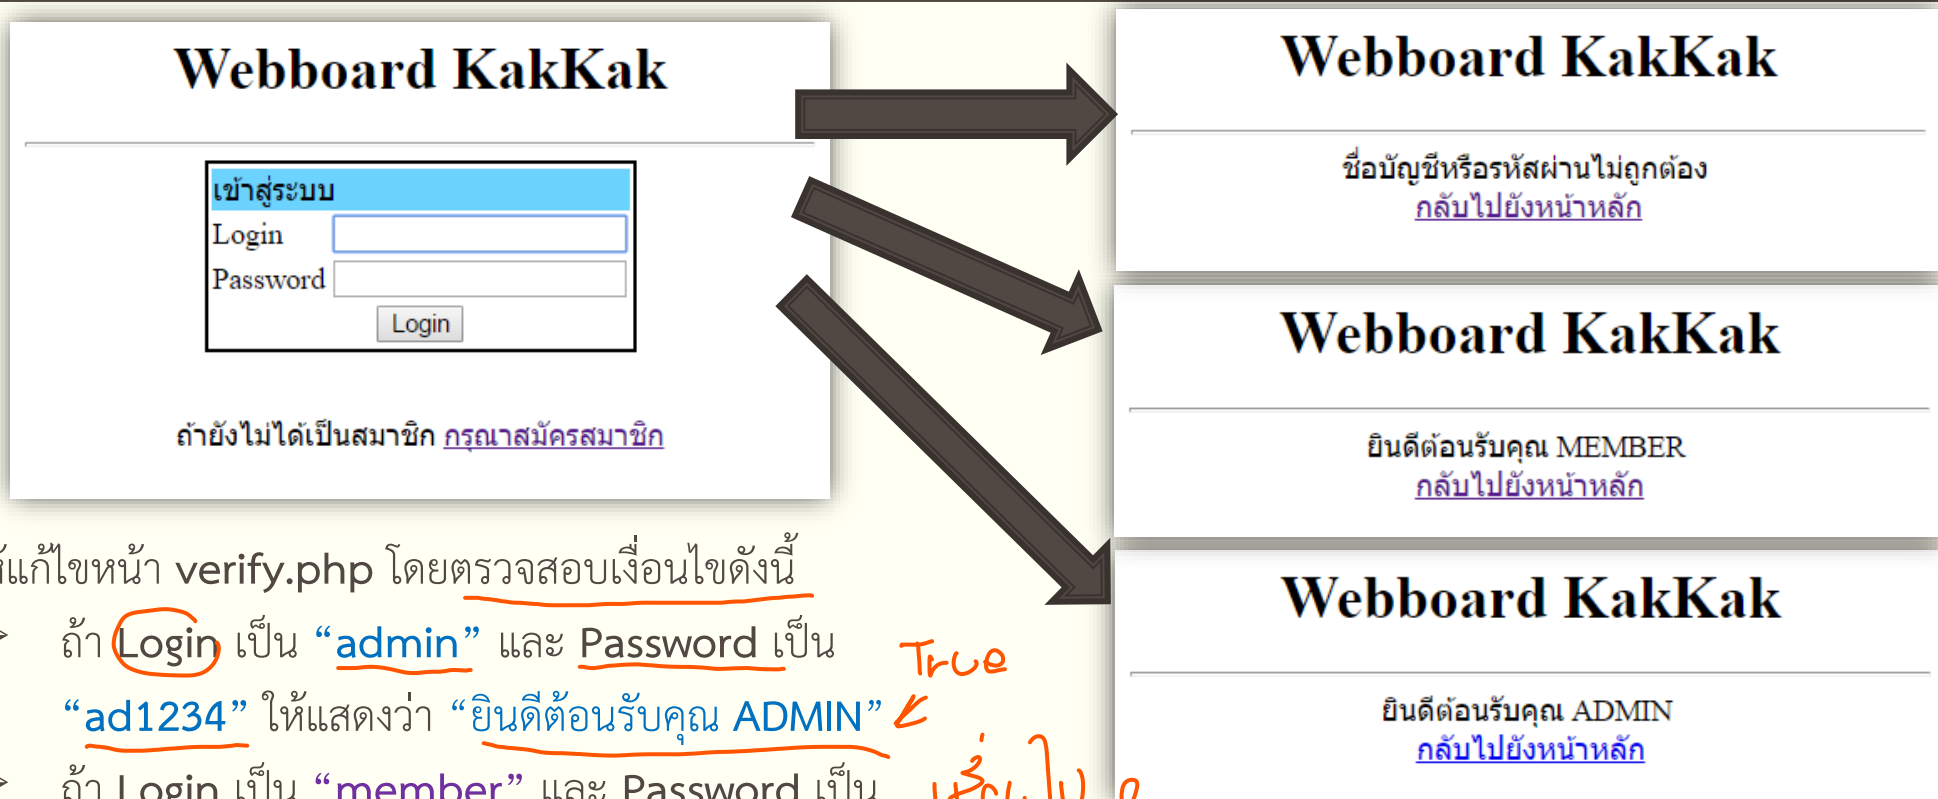 Webboard KakKak
เข้าสู่ระบบ
Login
Password
Login
ถ้ายังไม่ได้เป็นสมาชิก กรุณาสมัครสมาชิก
Webboard KakKak
ชื่อบัญชีหรือรหัสผ่านไม่ถูกต้อง
กลับไปยังหน้าหลัก
Webboard KakKak
ยินดีต้อนรับคุณ MEMBER
กลับไปยังหน้าหลัก
Webboard KakKak
ยินดีต้อนรับคุณ ADMIN
กลับไปยังหน้าหลัก
แก้ไขหน้า verify.php โดยตรวจสอบเงื่อนไขดังนี้
ถ้า Login เป็น “admin” และ Password เป็น
“ad1234” ให้แสดงว่า “ยินดีต้อนรับคุณ ADMIN”
True
ถ้า Login เป็น “member” และ Password เป็น